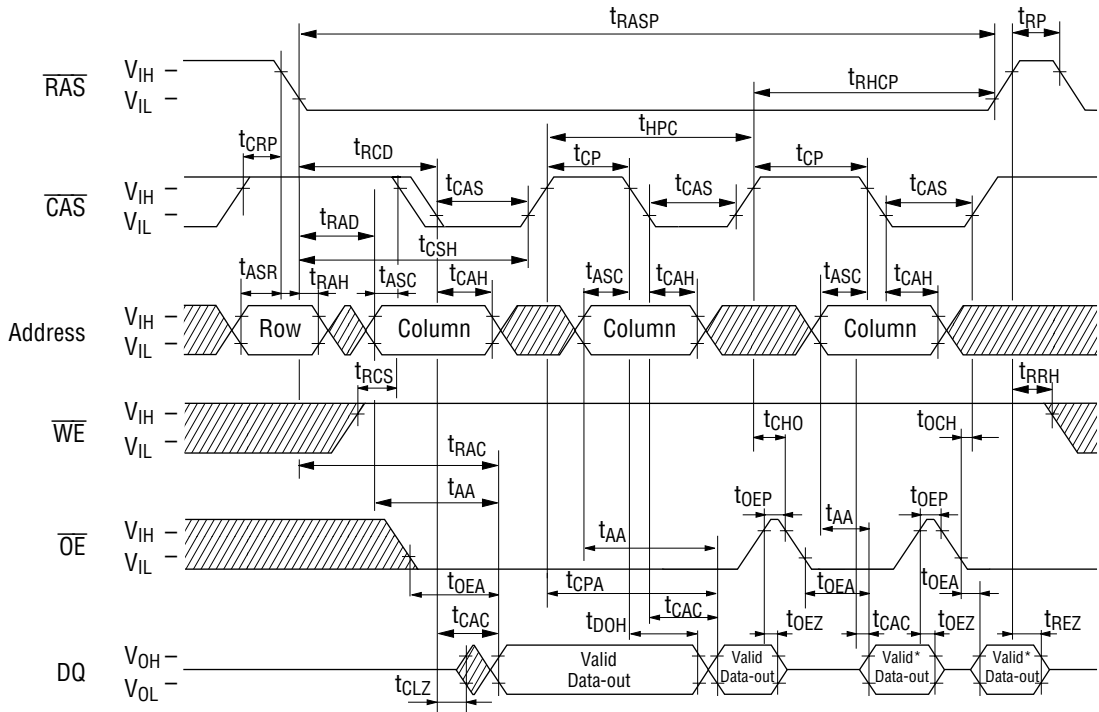 tRASP tRP
RAS VIH VIL
tRHCP
tHPC
tCRP tRCD tCP tCP
CAS VIH VIL
tCAS tCAS tCAS
tRAD
tCSH
tASR tRAH tASC tCAH tASC tCAH tASC tCAH
Address VIH VIL
Row Column Column Column
tRCS tRRH
WE VIH VIL
tCHO tOCH
tRAC
tAA tOEP tOEP
OE VIH VIL
tAA tAA
tOEA tCPA tOEA tOEA
tCAC tDOH tCAC tOEZ tCAC tOEZ tREZ
DQ VOH VOL
Valid Data-out
Valid Data-out
Valid* Data-out
Valid* Data-out
tCLZ